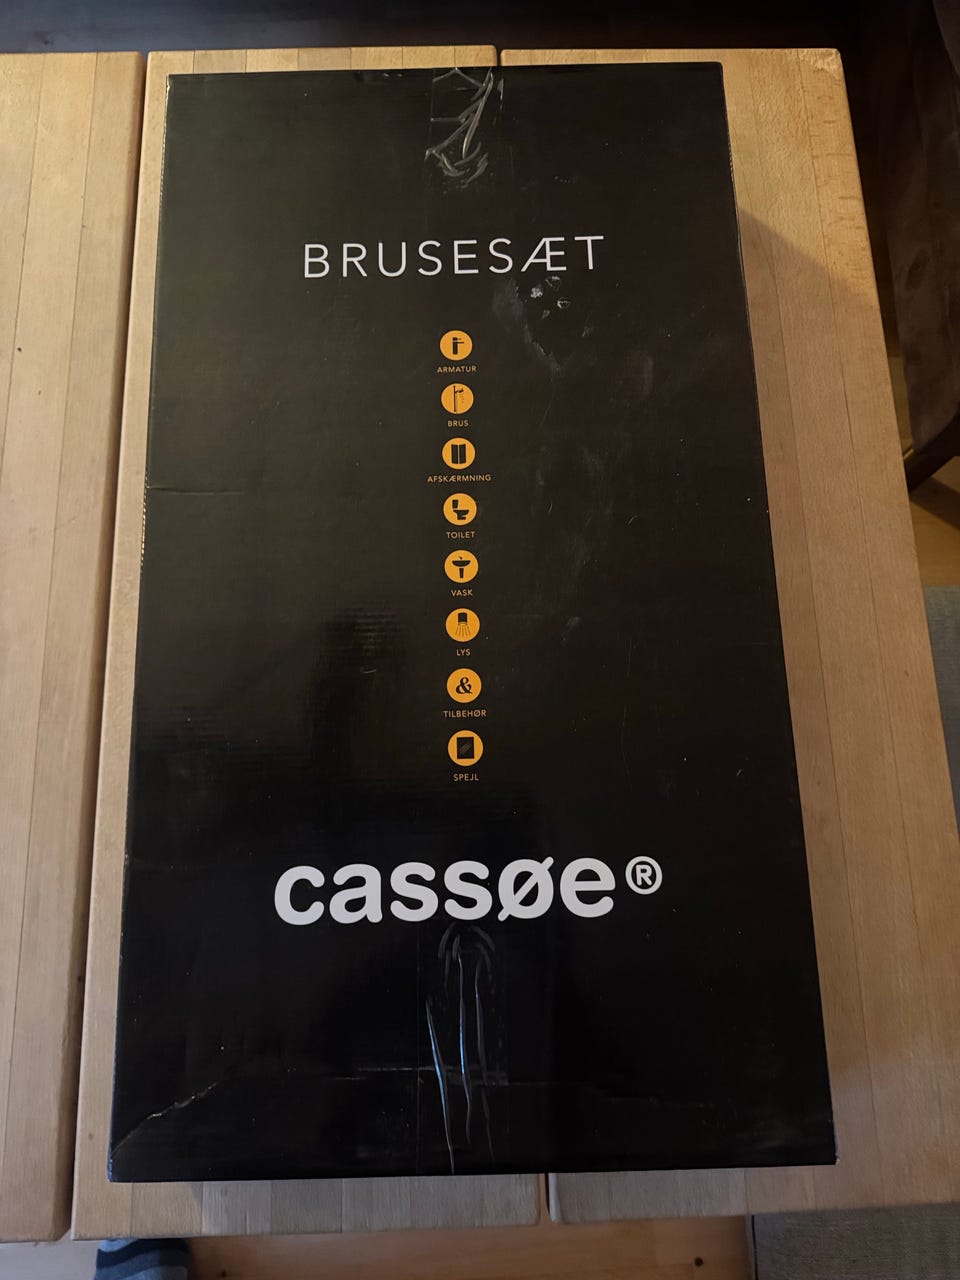 BRUSESÆT
ARMATUR
BRUS
AFSKÆRMNING
TOILET
VASK
LYS
&
TILBEHØR
SPEJL
cassøe®